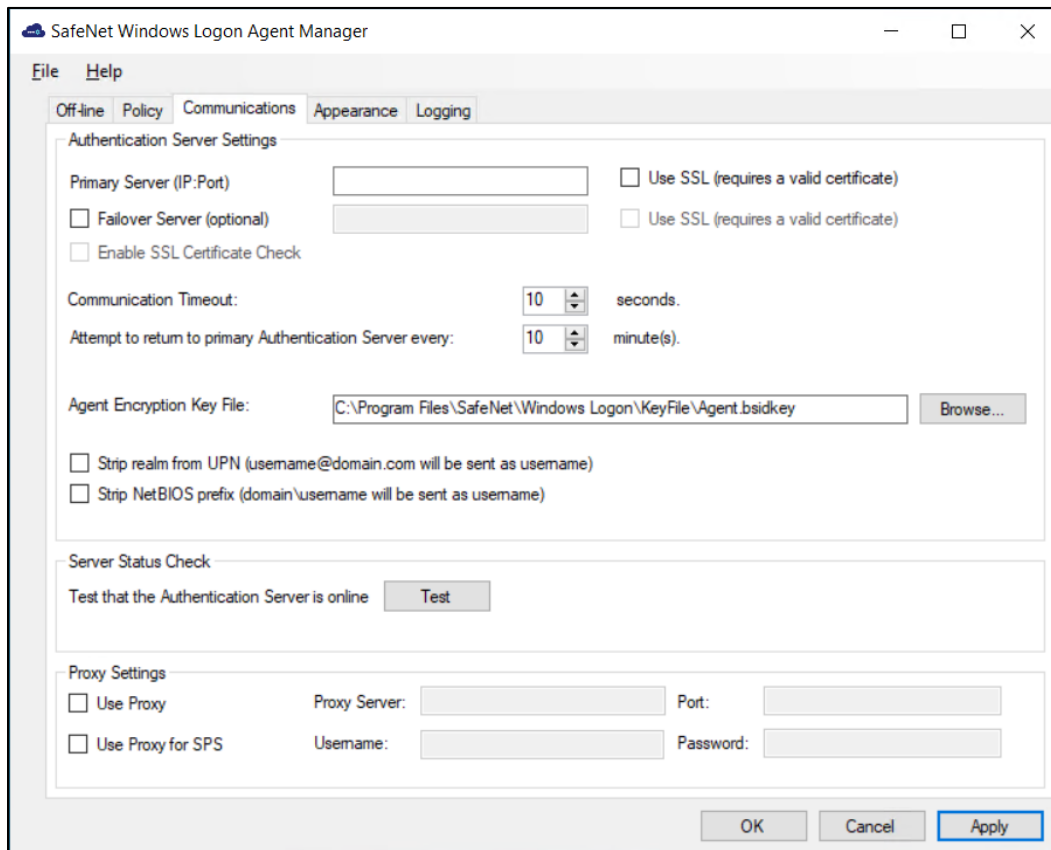 SafeNet Windows Logon Agent Manager
File Help
Off-line Policy Communications Appearance Logging
Authentication Server Settings
Primary Server (IP:Port) Use SSL (requires a valid certificate)
Failover Server (optional) Use SSL (requires a valid certificate)
Enable SSL Certificate Check
Communication Timeout: 10 seconds.
Attempt to return to primary Authentication Server every: 10 minute(s).
Agent Encryption Key File: C:\Program Files\SafeNet\Windows Logon\KeyFile\Agent.bsidkey Browse...
Strip realm from UPN (username@domain.com will be sent as username)
Strip NetBIOS prefix (domain\username will be sent as username)
Server Status Check
Test that the Authentication Server is online Test
Proxy Settings
Use Proxy Proxy Server: Port:
Use Proxy for SPS Username: Password:
OK Cancel Apply